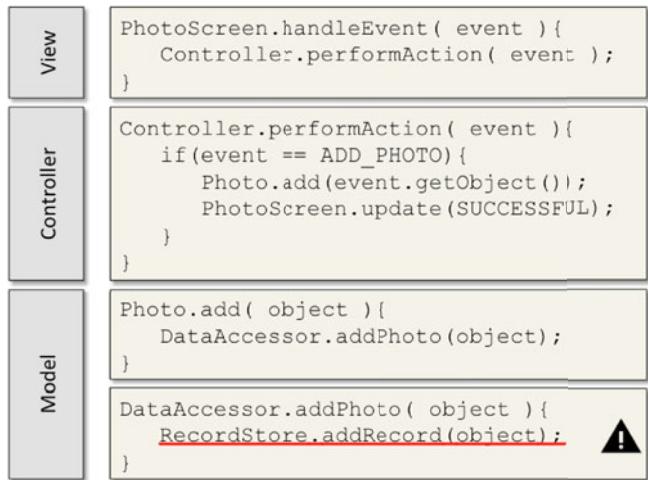 View
PhotoScreen.handleEvent( event ){
Controller.performAction( event );
}
Controller
Controller.performAction( event ){
if(event == ADD_PHOTO){
Photo.add(event.getObject());
PhotoScreen.update(SUCCESSFUL);
}
}
Model
Photo.add( object ){
DataAccessor.addPhoto(object);
}
DataAccessor.addPhoto( object ){
RecordStore.addRecord(object);
}